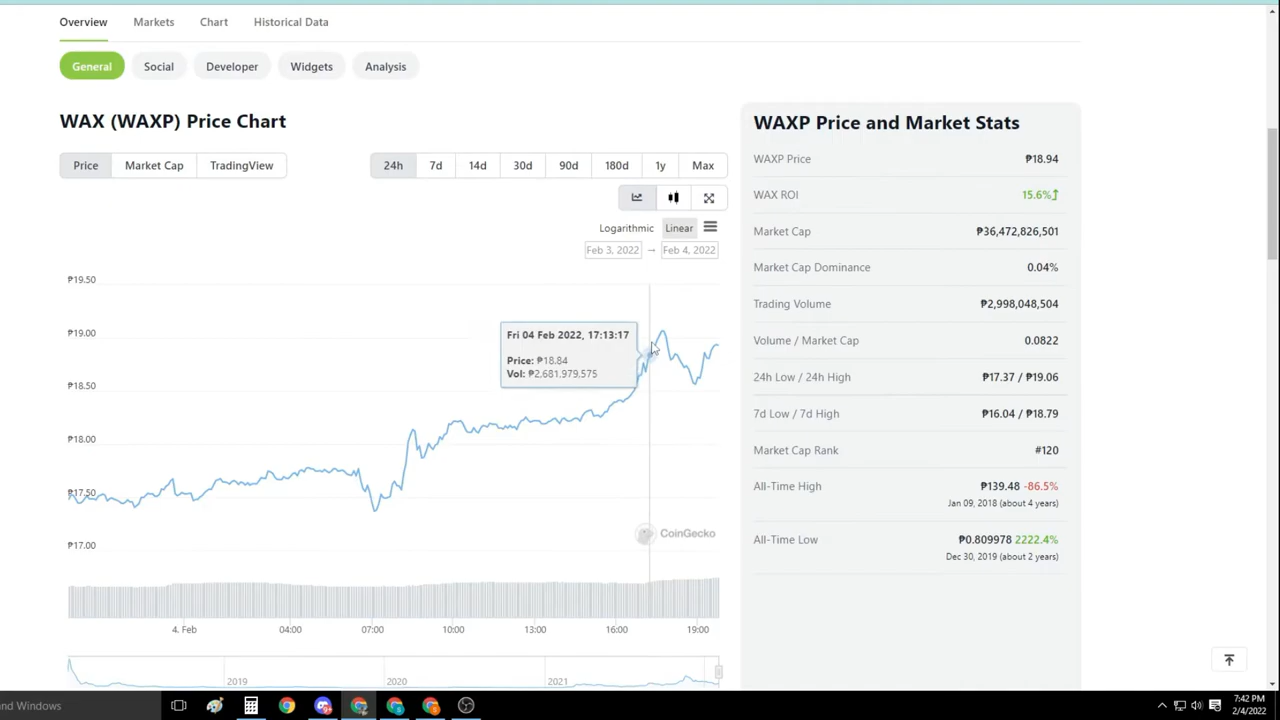 Overview Markets Chart Historical Data
General Social Developer Widgets Analysis
WAX (WAXP) Price Chart
Price Market Cap TradingView 24h 7d 14d 30d 90d 180d 1y Max
Logarithmic Linear
Feb 3, 2022 → Feb 4, 2022
₱19.50
₱19.00
₱18.50
₱18.00
₱17.50
₱17.00
Fri 04 Feb 2022, 17:13:17
Price: ₱18.84
Vol: ₱2.681.979.575
CoinGecko
4. Feb 04:00 07:00 10:00 13:00 16:00 19:00
2019 2020 2021
WAXP Price and Market Stats
WAXP Price ₱18.94
WAX ROI 15.6%
Market Cap ₱36,472,826,501
Market Cap Dominance 0.04%
Trading Volume ₱2,998,048,504
Volume / Market Cap 0.0822
24h Low / 24h High ₱17.37 / ₱19.06
7d Low / 7d High ₱16.04 / ₱18.79
Market Cap Rank #120
All-Time High ₱139.48 -86.5%
Jan 09, 2018 (about 4 years)
All-Time Low ₱0.809978 2222.4%
Dec 30, 2019 (about 2 years)
and Windows
7:42 PM
2/4/2022